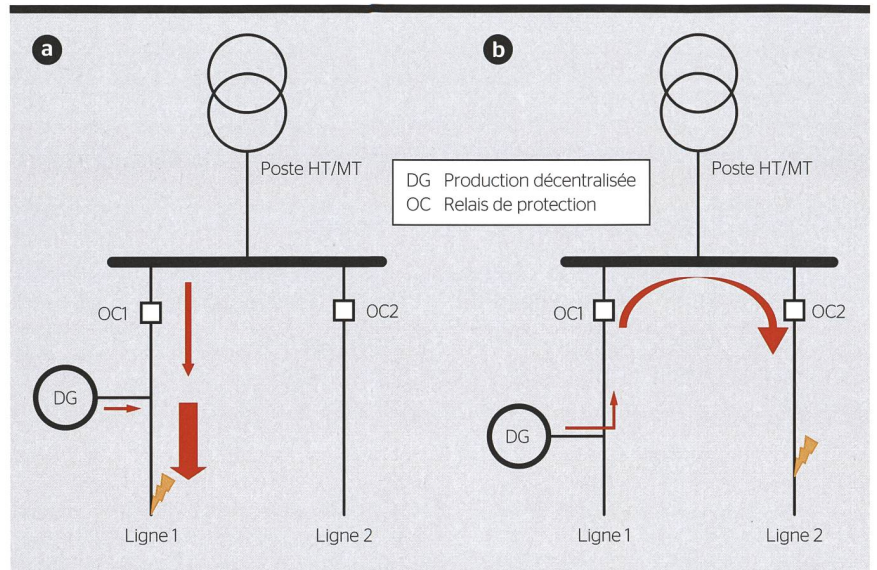 a
Poste HT/MT
OC1
OC2
DG
Ligne 1
Ligne 2
DG Production décentralisée
OC Relais de protection
b
Poste HT/MT
OC1
OC2
DG
Ligne 1
Ligne 2